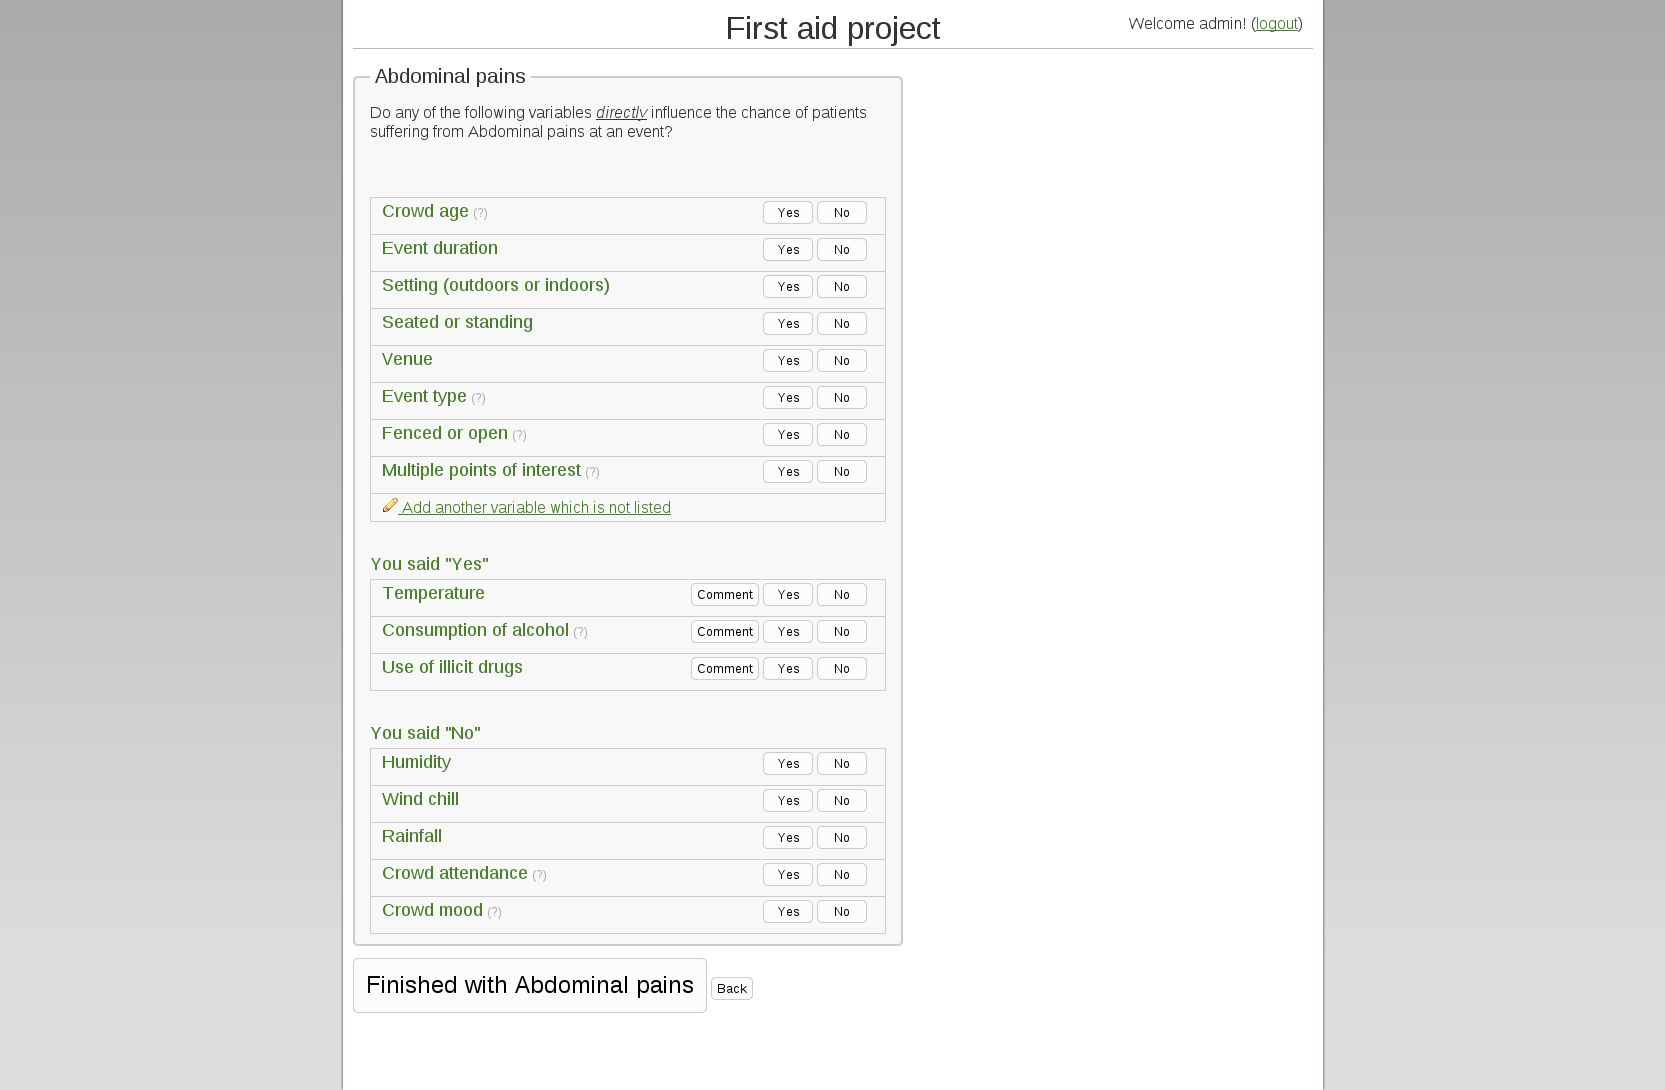 First aid project
Welcome admin! (logout)
Abdominal pains
Do any of the following variables directly influence the chance of patients
suffering from Abdominal pains at an event?
Crowd age (?) Yes No
Event duration Yes No
Setting (outdoors or indoors) Yes No
Seated or standing Yes No
Venue Yes No
Event type (?) Yes No
Fenced or open (?) Yes No
Multiple points of interest (?) Yes No
Add another variable which is not listed
You said "Yes"
Temperature Comment Yes No
Consumption of alcohol (?) Comment Yes No
Use of illicit drugs Comment Yes No
You said "No"
Humidity Yes No
Wind chill Yes No
Rainfall Yes No
Crowd attendance (?) Yes No
Crowd mood (?) Yes No
Finished with Abdominal pains Back